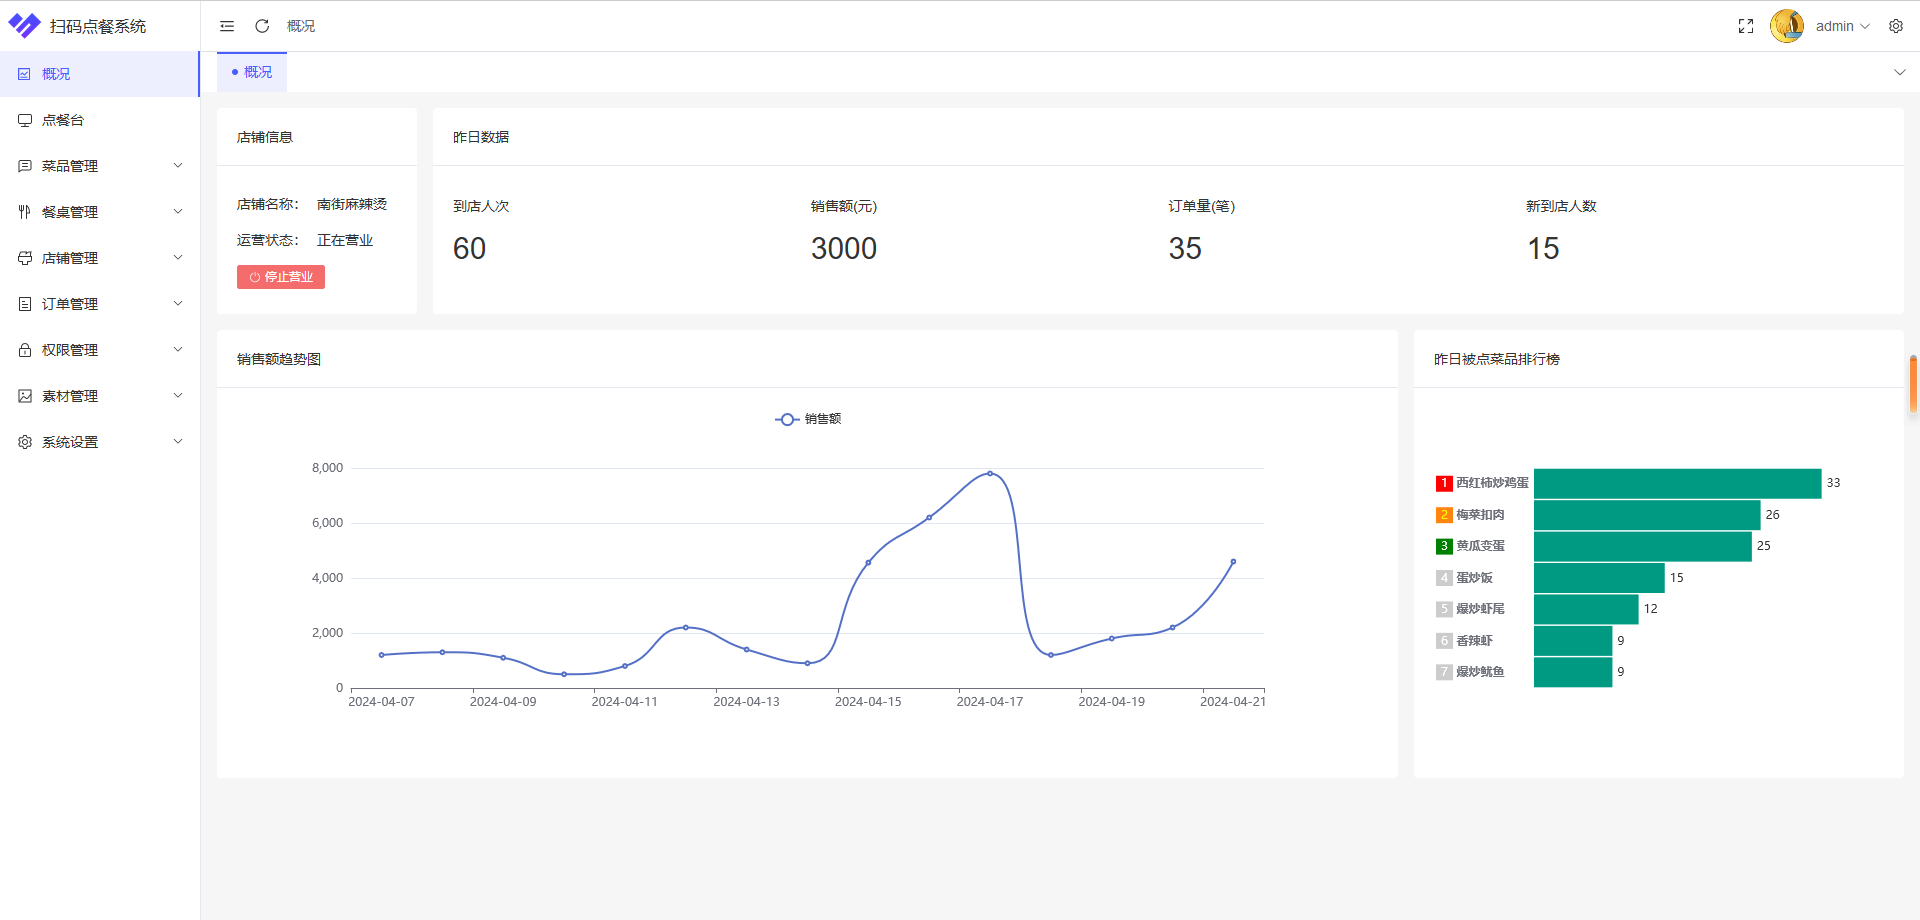 扫码点餐系统
概况
admin
概况
点餐台
菜品管理
餐桌管理
店铺管理
订单管理
权限管理
素材管理
系统设置
概况
店铺信息
店铺名称： 南街麻辣烫
运营状态： 正在营业
停止营业
昨日数据
到店人次
60
销售额(元)
3000
订单量(笔)
35
新到店人数
15
销售额趋势图
销售额
8,000
6,000
4,000
2,000
0
2024-04-07 2024-04-09 2024-04-11 2024-04-13 2024-04-15 2024-04-17 2024-04-19 2024-04-21
昨日被点菜品排行榜
1 西红柿炒鸡蛋 33
2 梅菜扣肉 26
3 黄瓜变蛋 25
4 蛋炒饭 15
5 爆炒虾尾 12
6 香辣虾 9
7 爆炒鱿鱼 9